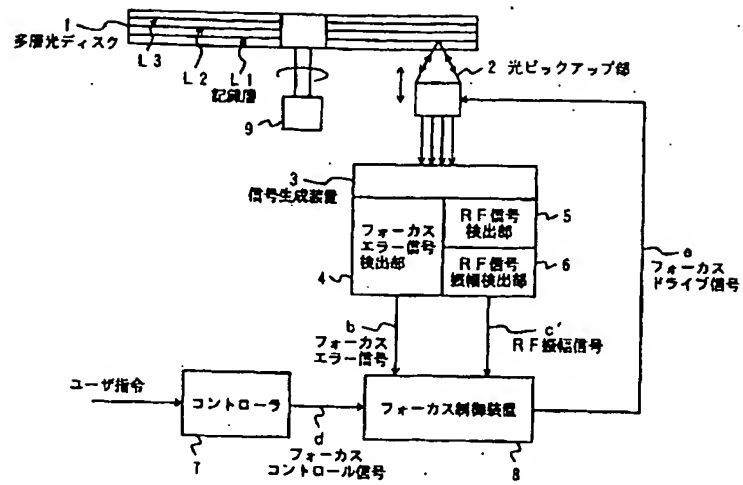 1
多層光ディスク
L3
L2
L1
記録層
9
2 光ピックアップ部
3
信号生成装置
フォーカス
エラー信号
検出部
4
RF信号
検出部
5
RF信号
振幅検出部
6
e
フォーカス
ドライブ信号
b
フォーカス
エラー信号
c'
RF振幅信号
ユーザ指令
コントローラ
7
d
フォーカス
コントロール信号
フォーカス制御装置
8